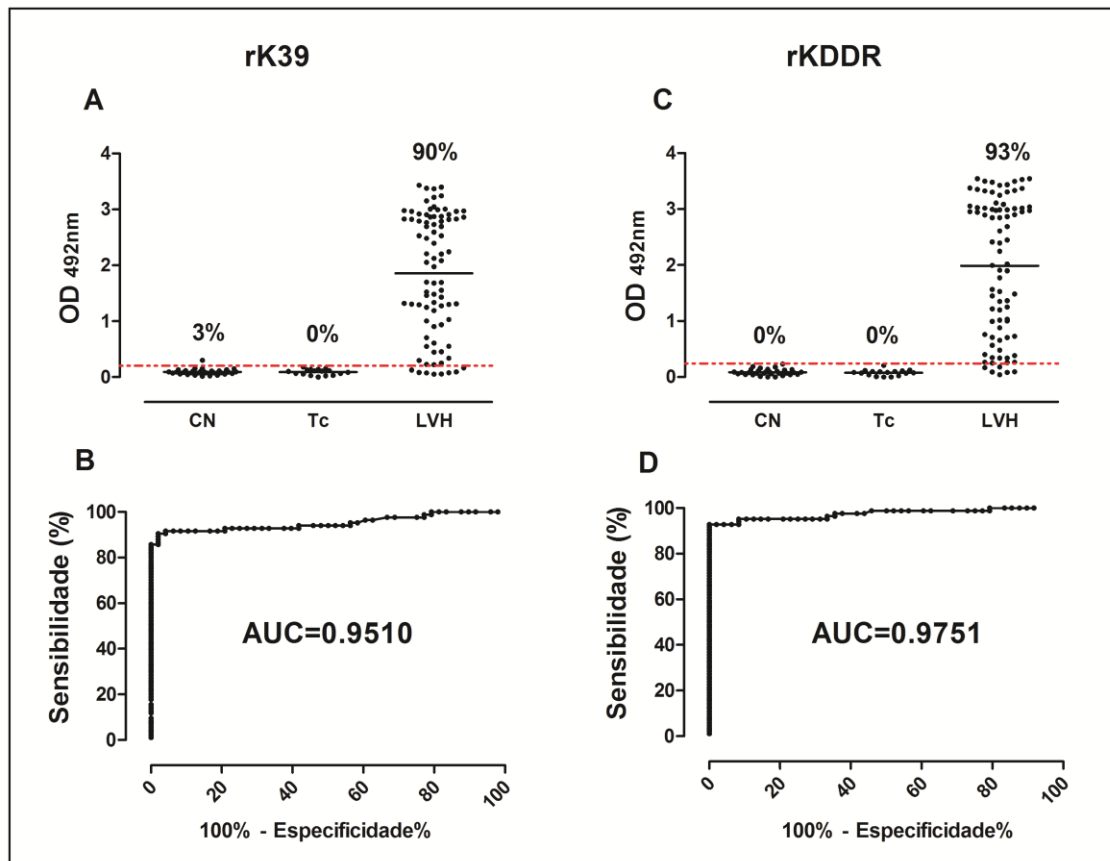 rK39
rKDDR
A
C
90%
93%
4
3
2
1
0
OD 492nm
3%
0%
CN
Tc
LVH
4
3
2
1
0
OD 492nm
0%
0%
CN
Tc
LVH
B
D
100
80
60
40
20
0
Sensibilidade (%)
AUC=0.9510
0
20
40
60
80
100
100% - Especificidade%
100
80
60
40
20
0
Sensibilidade (%)
AUC=0.9751
0
20
40
60
80
100
100% - Especificidade%